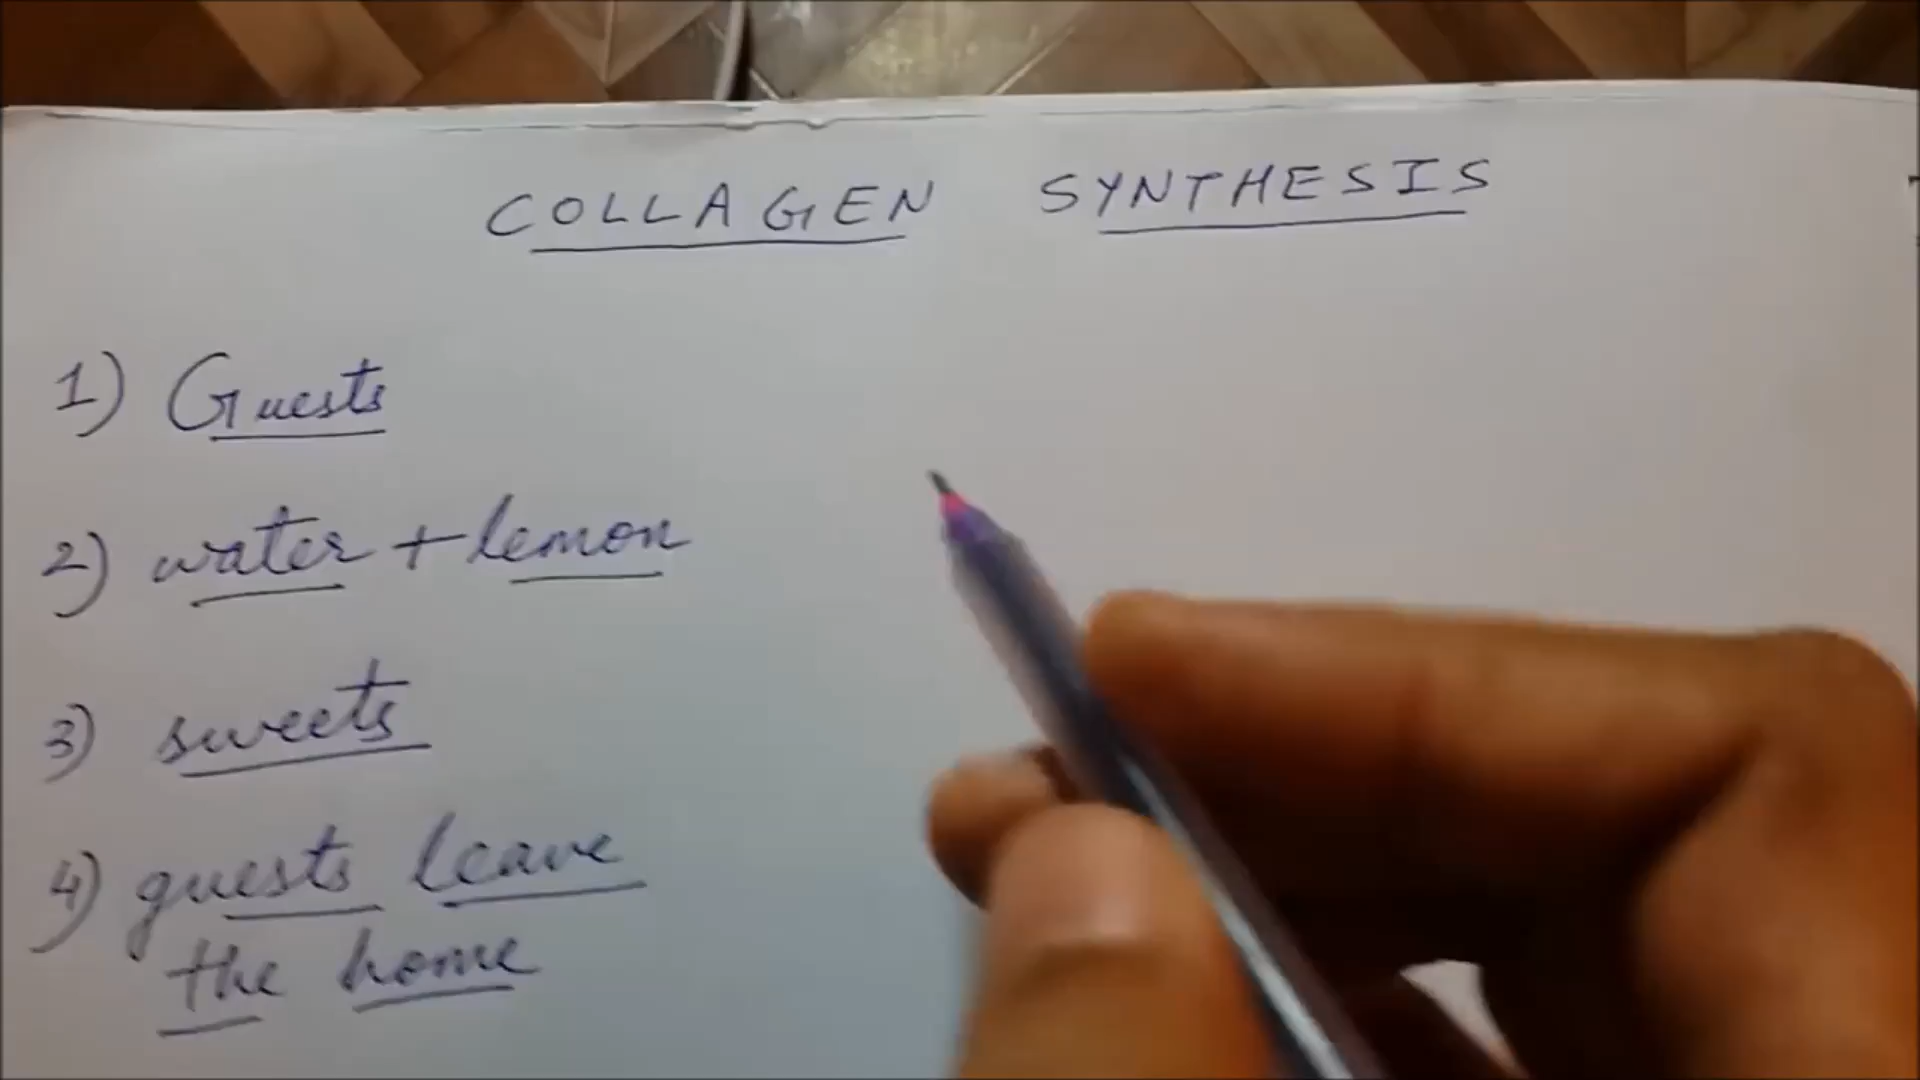 COLLAGEN SYNTHESIS
1) Guests
2) water + lemon
3) sweets
4) guests leave
the home